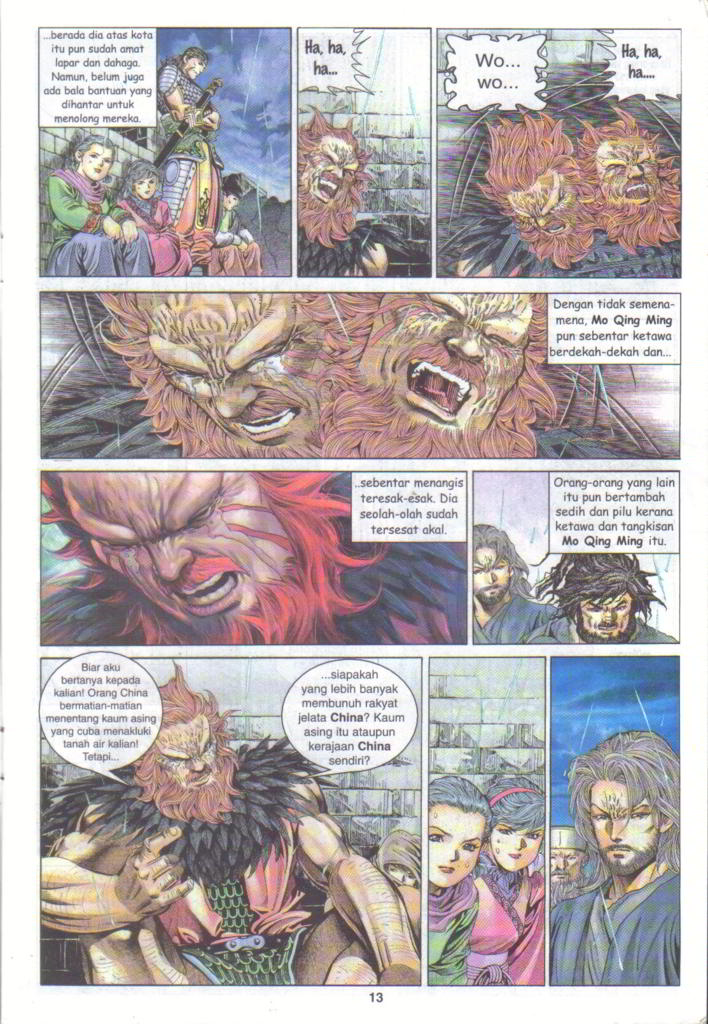 ...berada dia atas kota
itu pun sudah amat
lapar dan dahaga.
Namun, belum juga
ada bala bantuan yang
dihantar untuk
menolong mereka.
Ha, ha,
ha...
Wo...
wo...
Ha, ha,
ha....
Dengan tidak semena-
mena, Mo Qing Ming
pun sebentar ketawa
berdekah-dekah dan...
..sebentar menangis
teresak-esak. Dia
seolah-olah sudah
tersesat akal.
Orang-orang yang lain
itu pun bertambah
sedih dan pilu kerana
ketawa dan tangkisan
Mo Qing Ming itu.
Biar aku
bertanya kepada
kalian! Orang China
bermatian-matian
menentang kaum asing
yang cuba menakluki
tanah air kalian!
Tetapi...
...siapakah
yang lebih banyak
membunuh rakyat
jelata China? Kaum
asing itu ataupun
kerajaan China
sendiri?
13